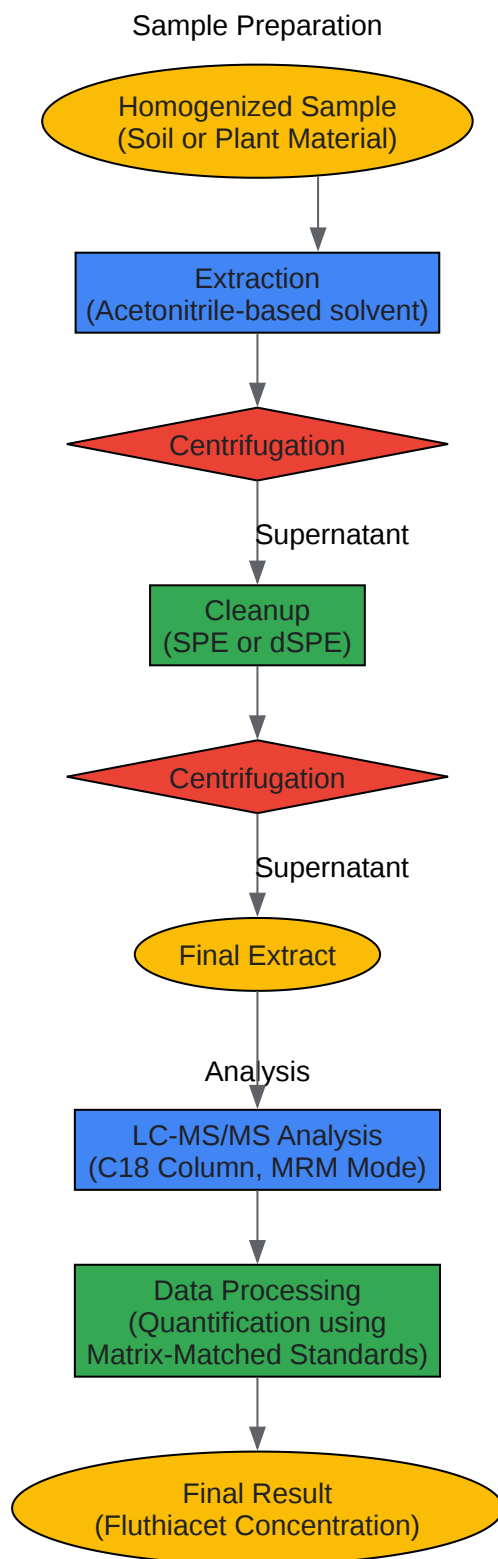 Sample Preparation
Homogenized Sample
(Soil or Plant Material)
Extraction
(Acetonitrile-based solvent)
Centrifugation
Supernatant
Cleanup
(SPE or dSPE)
Centrifugation
Supernatant
Final Extract
Analysis
LC-MS/MS Analysis
(C18 Column, MRM Mode)
Data Processing
(Quantification using
Matrix-Matched Standards)
Final Result
(Fluthiacet Concentration)